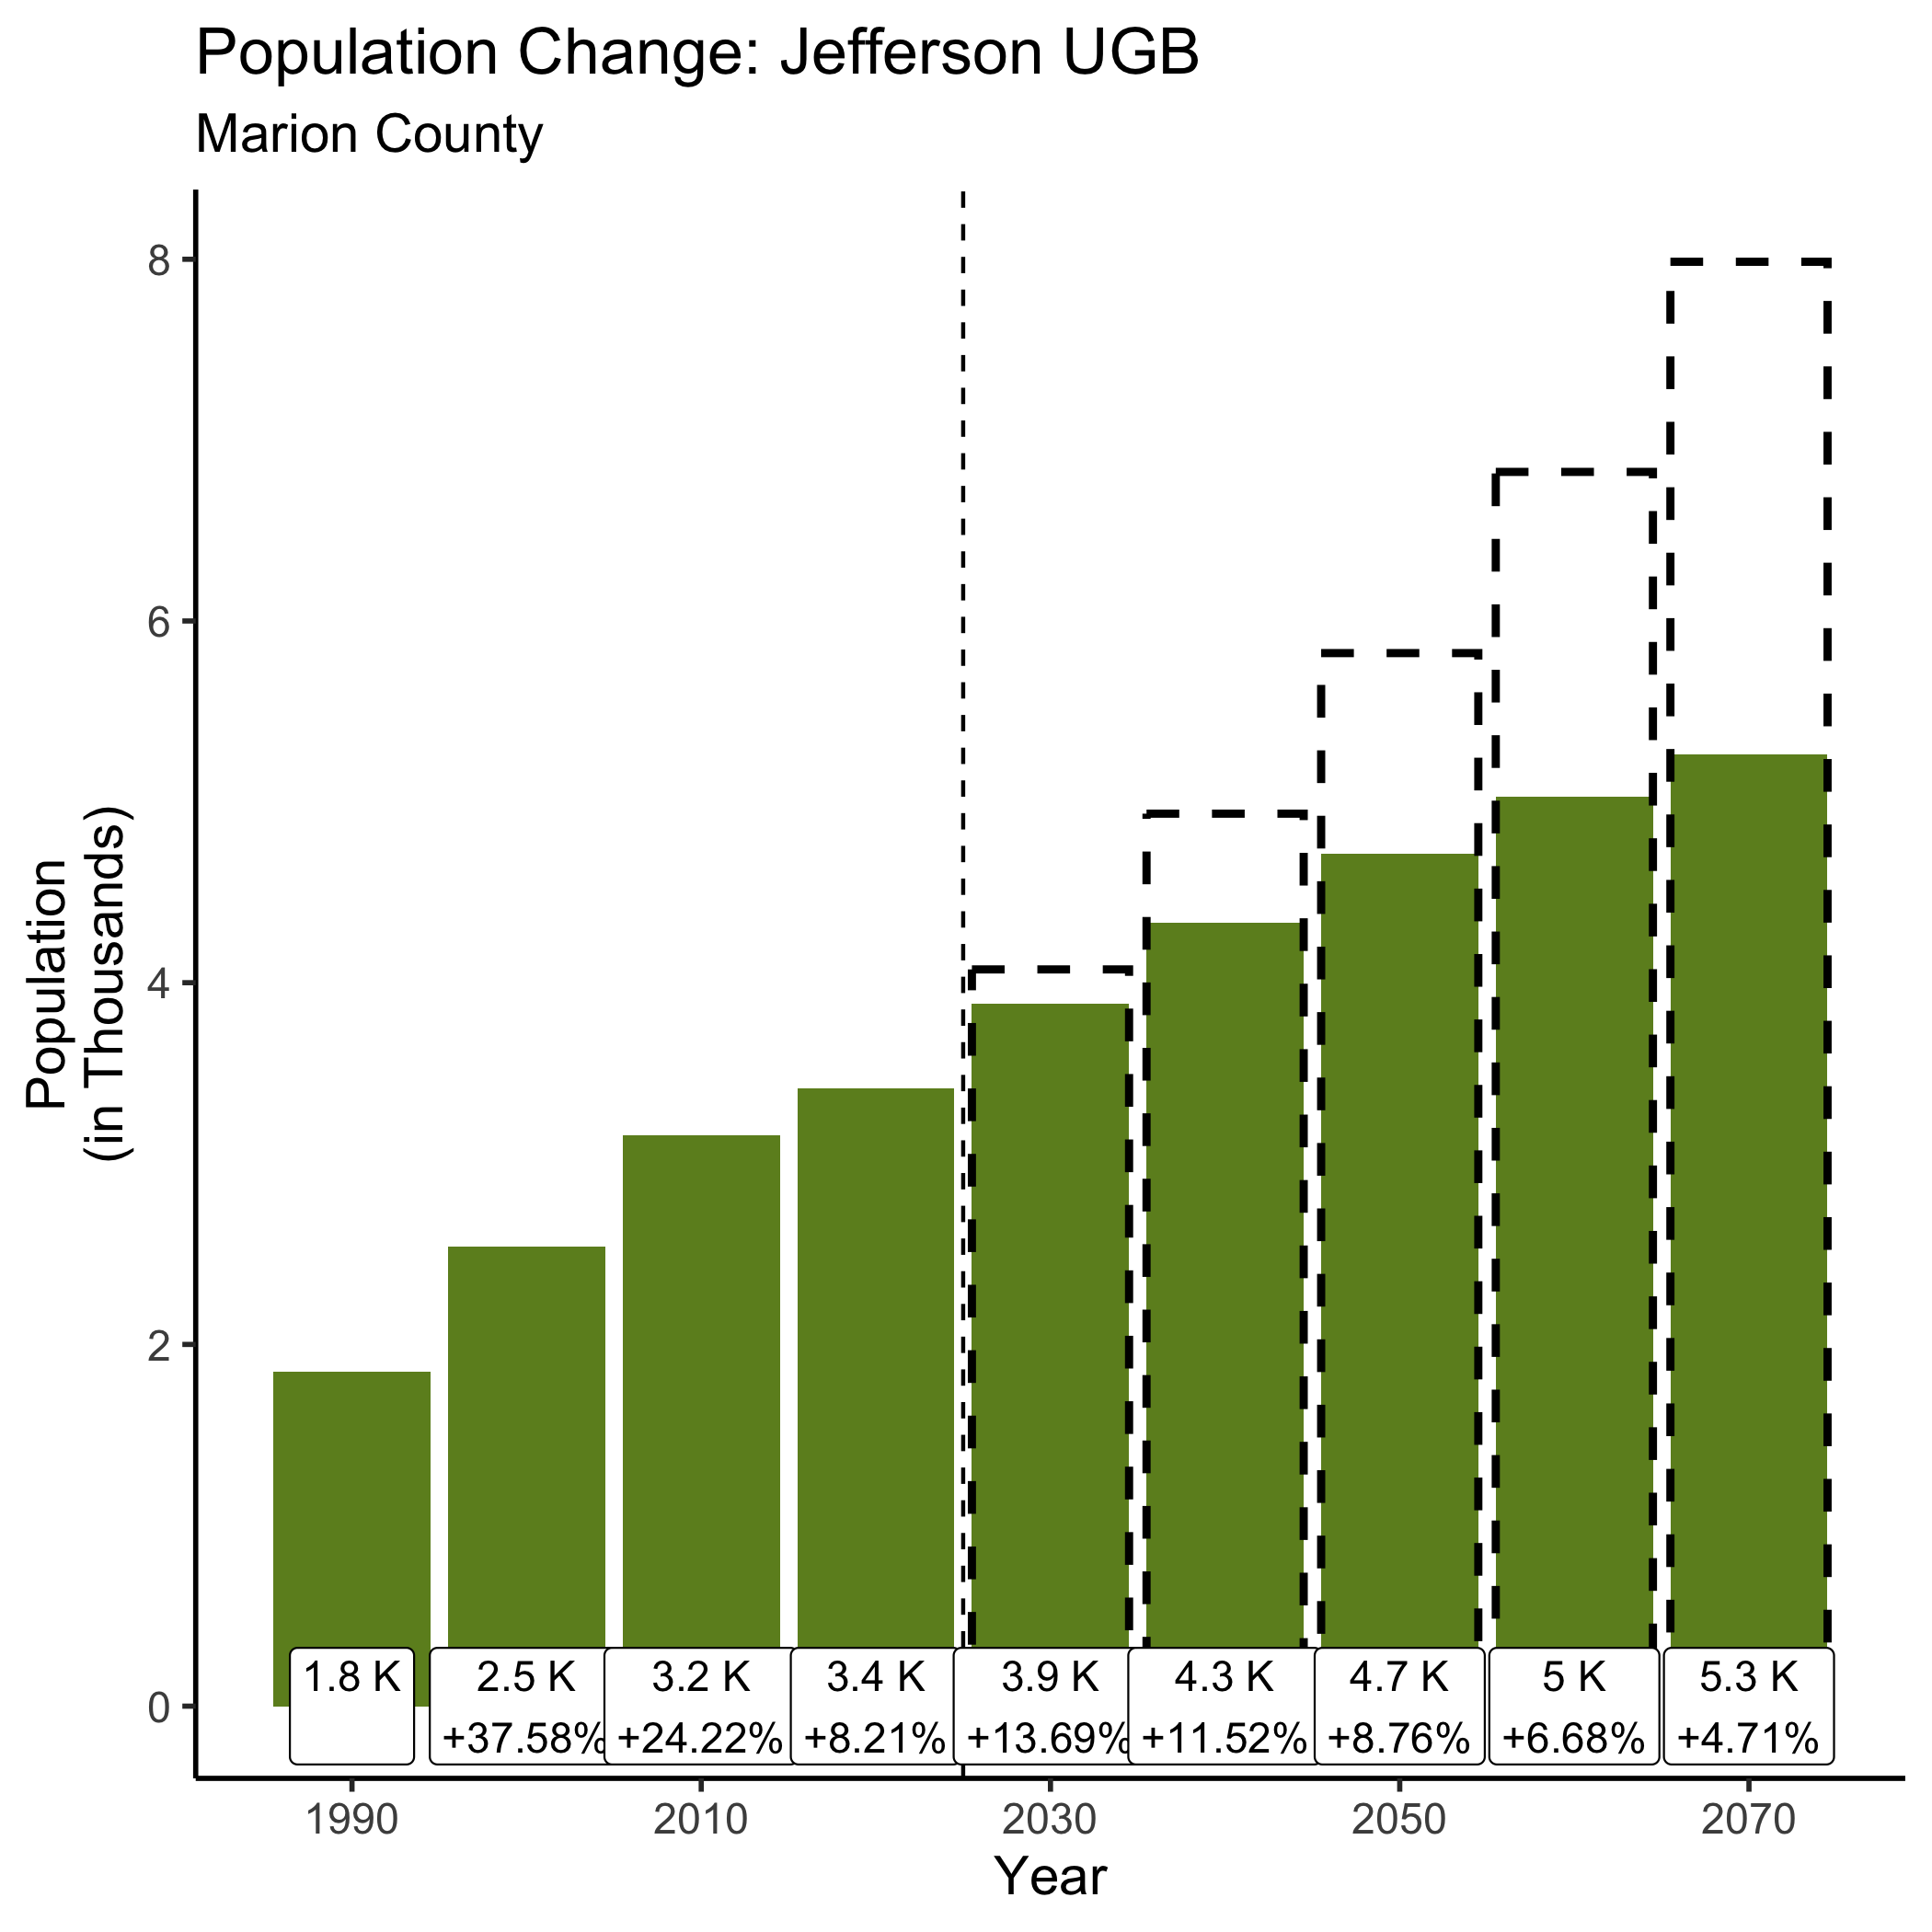 Population Change: Jefferson UGB
Marion County
Population
(in Thousands)
8
6
4
2
0
1.8 K
2.5 K
+37.58%
3.2 K
+24.22%
3.4 K
+8.21%
3.9 K
+13.69%
4.3 K
+11.52%
4.7 K
+8.76%
5 K
+6.68%
5.3 K
+4.71%
1990
2010
2030
2050
2070
Year